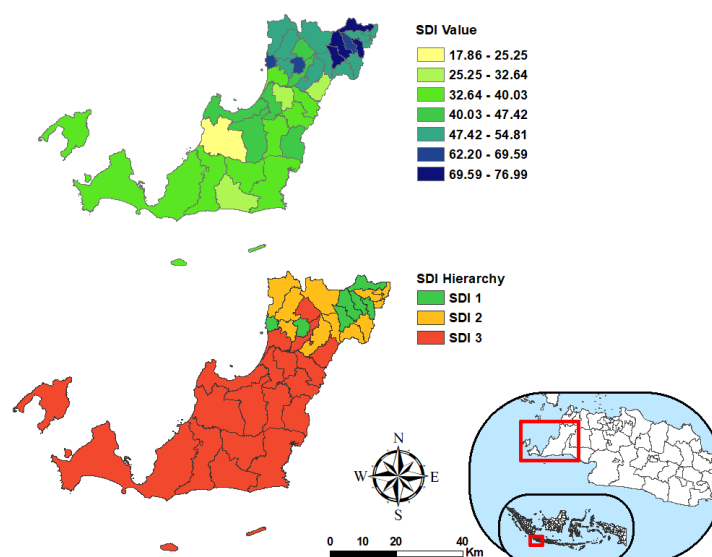 SDI Value
17.86 - 25.25
25.25 - 32.64
32.64 - 40.03
40.03 - 47.42
47.42 - 54.81
62.20 - 69.59
69.59 - 76.99
SDI Hierarchy
SDI 1
SDI 2
SDI 3
N
W E
S
0 10 20 40
Km